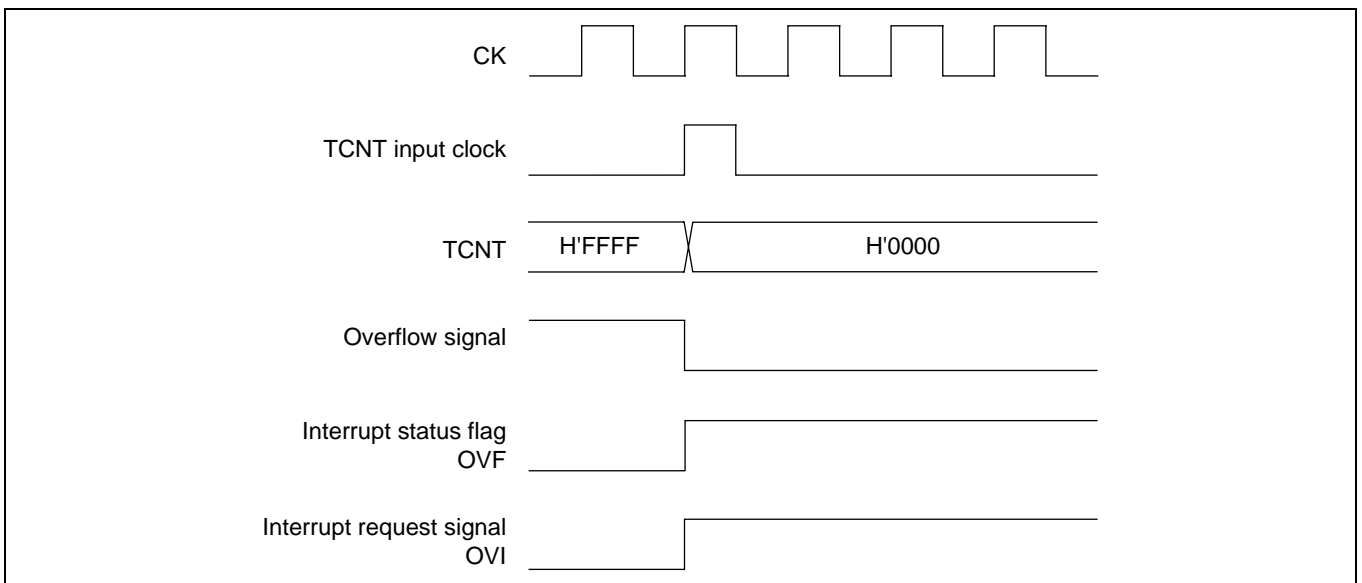 CK
TCNT input clock
TCNT
H'FFFF
H'0000
Overflow signal
Interrupt status flag
OVF
Interrupt request signal
OVI